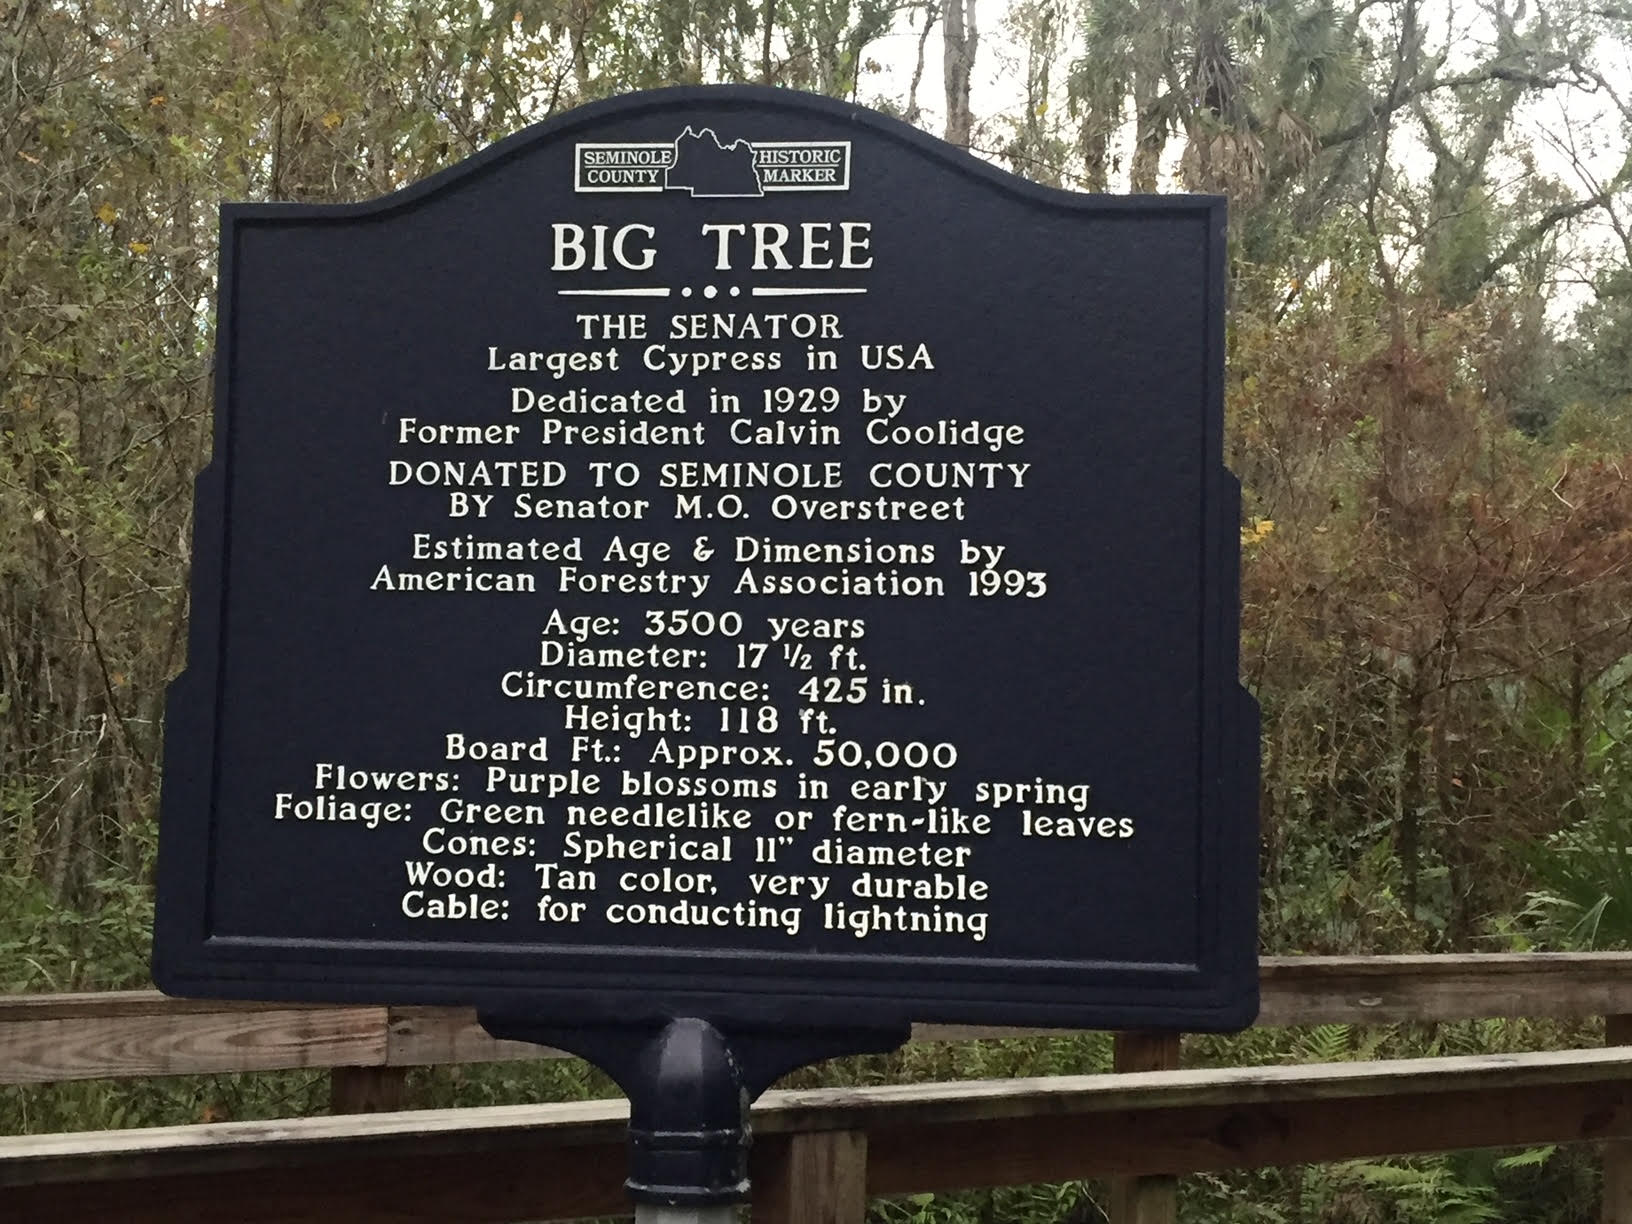 SEMINOLE COUNTY
HISTORIC MARKER
BIG TREE
THE SENATOR
Largest Cypress in USA
Dedicated in 1929 by
Former President Calvin Coolidge
DONATED TO SEMINOLE COUNTY
BY Senator M.O. Overstreet
Estimated Age & Dimensions by
American Forestry Association 1993
Age: 3500 years
Diameter: 17 ½ ft.
Circumference: 425 in.
Height: 118 ft.
Board Ft.: Approx. 50,000
Flowers: Purple blossoms in early spring
Foliage: Green needlelike or fern-like leaves
Cones: Spherical 11" diameter
Wood: Tan color, very durable
Cable: for conducting lightning